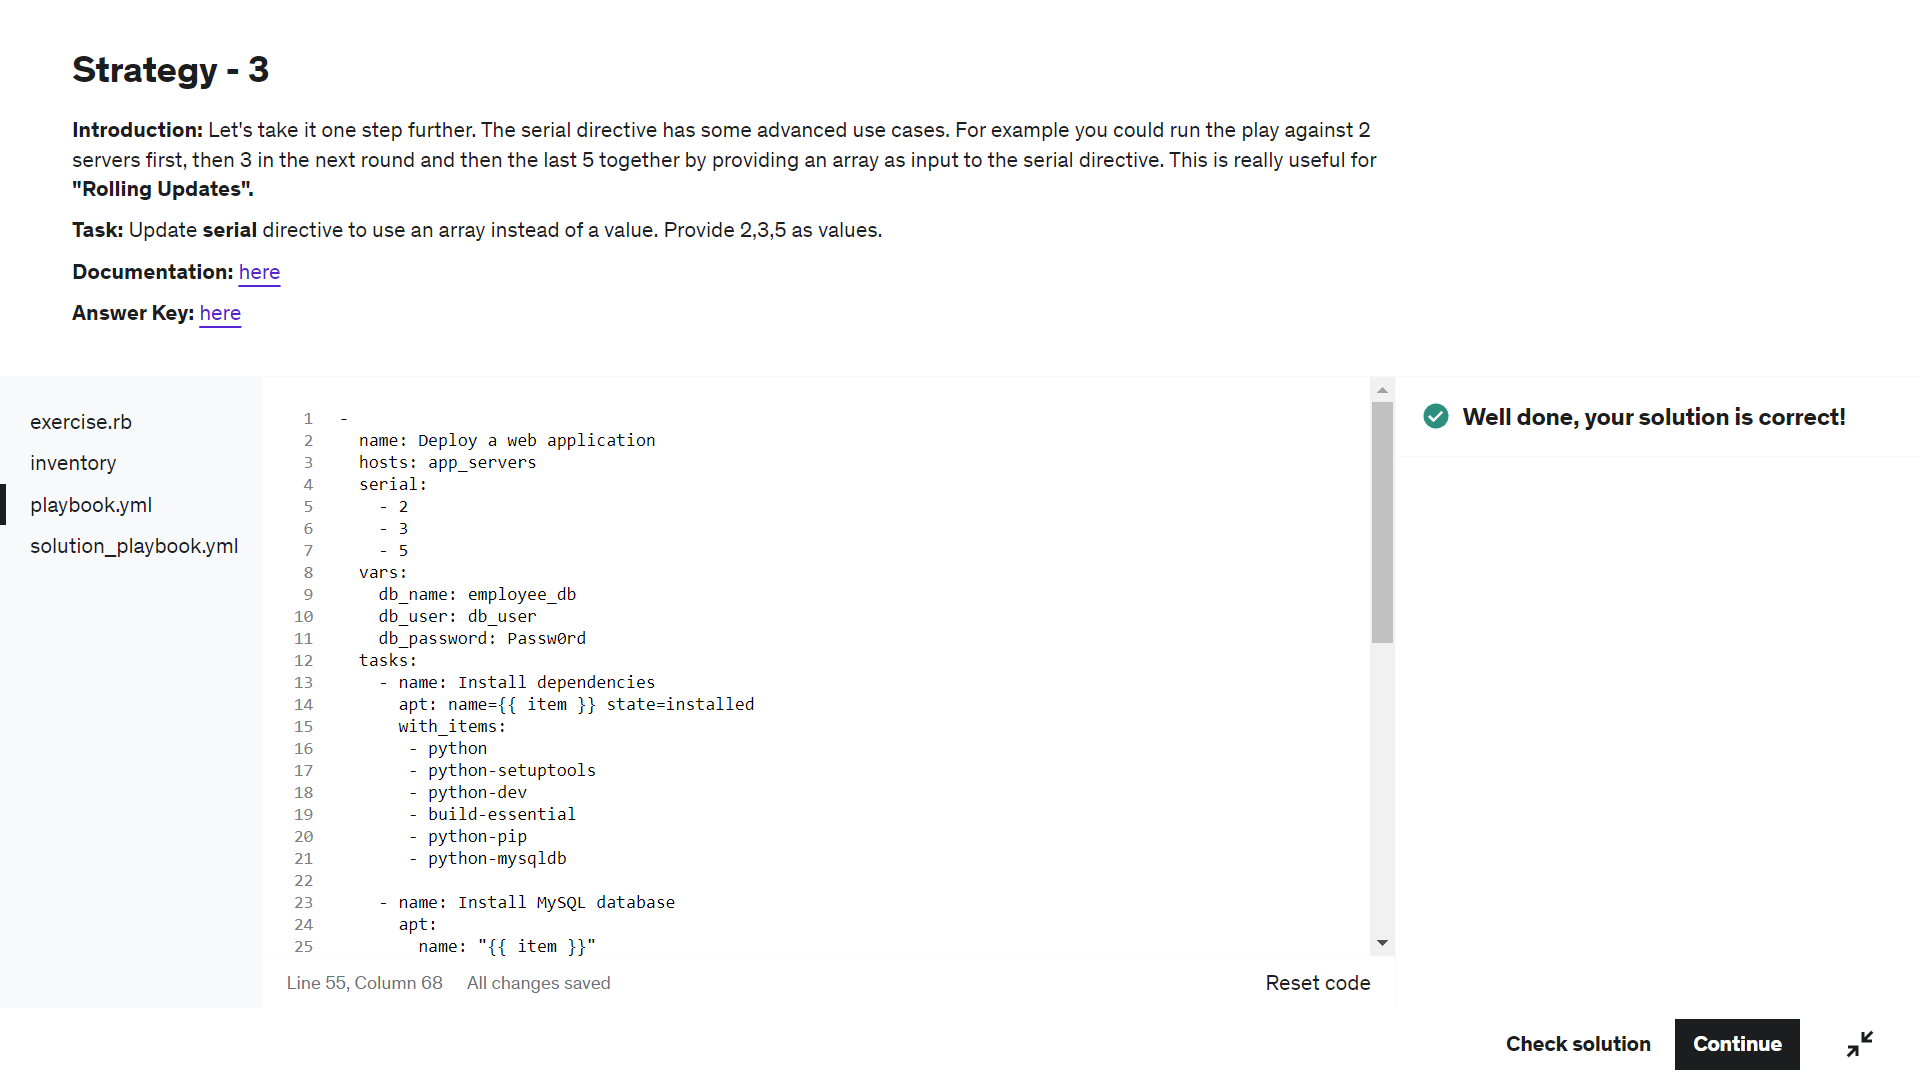 Strategy - 3
Introduction: Let's take it one step further. The serial directive has some advanced use cases. For example you could run the play against 2
servers first, then 3 in the next round and then the last 5 together by providing an array as input to the serial directive. This is really useful for
"Rolling Updates".
Task: Update serial directive to use an array instead of a value. Provide 2,3,5 as values.
Documentation: here
Answer Key: here
exercise.rb
inventory
playbook.yml
solution_playbook.yml
1 -
2 name: Deploy a web application
3 hosts: app_servers
4 serial:
5 - 2
6 - 3
7 - 5
8 vars:
9 db_name: employee_db
10 db_user: db_user
11 db_password: Passw0rd
12 tasks:
13 - name: Install dependencies
14 apt: name={{ item }} state=installed
15 with_items:
16 - python
17 - python-setuptools
18 - python-dev
19 - build-essential
20 - python-pip
21 - python-mysqldb
22
23 - name: Install MySQL database
24 apt:
25 name: "{{ item }}"
Line 55, Column 68 All changes saved Reset code
Well done, your solution is correct!
Check solution Continue